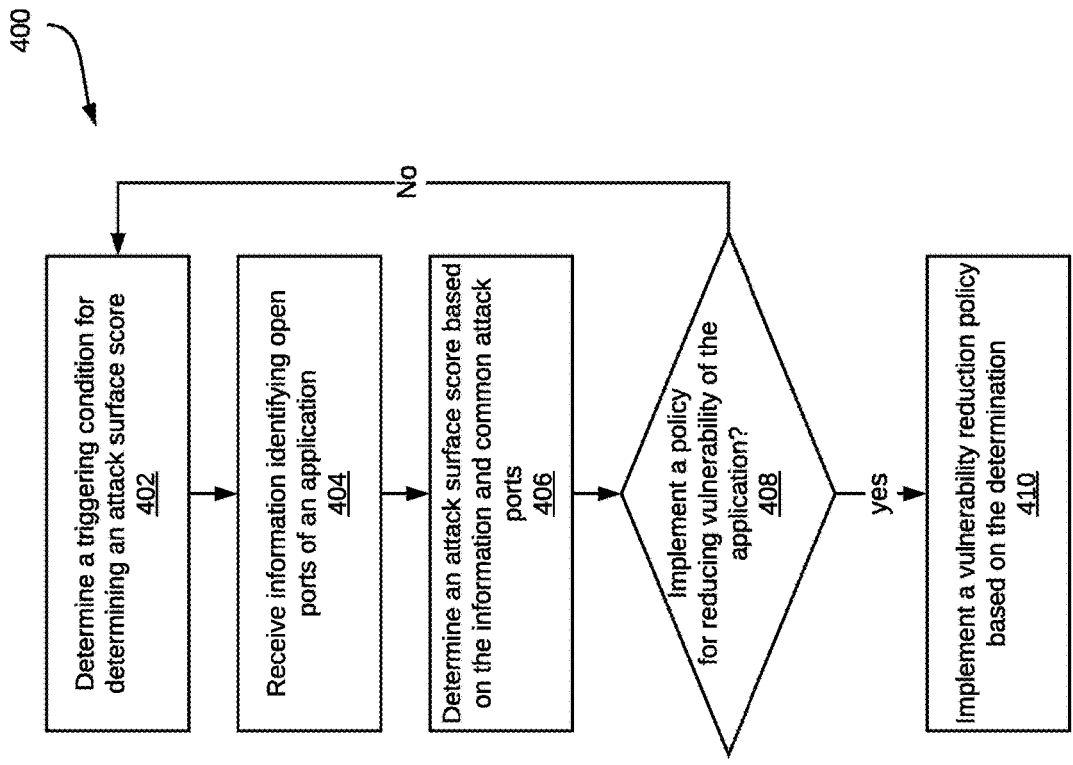 400
Determine a triggering condition for
determining an attack surface score
402
Receive information identifying open
ports of an application
404
Determine an attack surface score based
on the information and common attack
ports
406
Implement a policy
for reducing vulnerability of the
application?
408
No
yes
Implement a vulnerability reduction policy
based on the determination
410